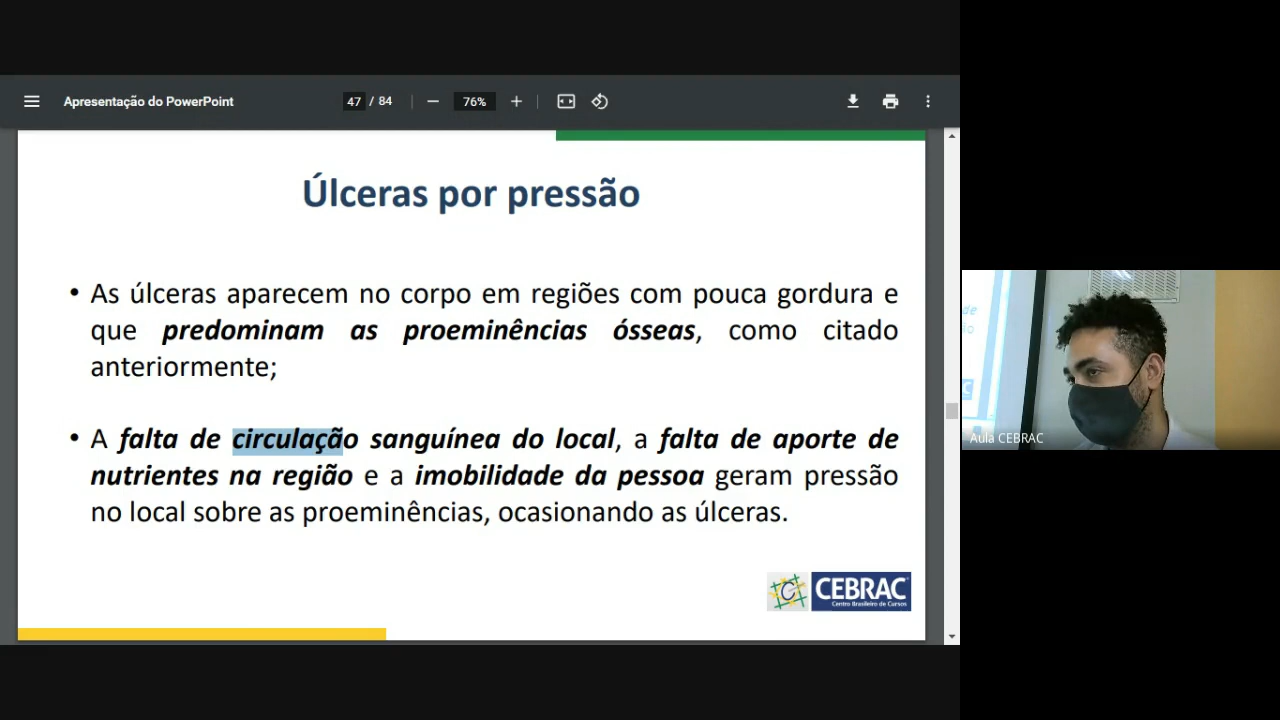 Apresentação do PowerPoint
47 / 84
76%
Úlceras por pressão
• As úlceras aparecem no corpo em regiões com pouca gordura e
que predominam as proeminências ósseas, como citado
anteriormente;
• A falta de circulação sanguínea do local, a falta de aporte de
nutrientes na região e a imobilidade da pessoa geram pressão
no local sobre as proeminências, ocasionando as úlceras.
C CEBRAC
Centro Brasileiro de Cursos
Aula CEBRAC